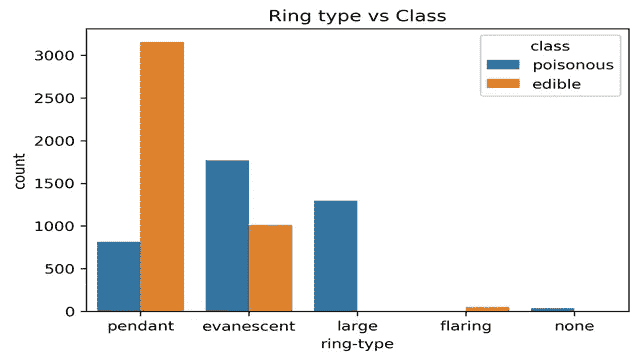 Ring type vs Class
class
poisonous
edible
3000
2500
2000
1500
1000
500
0
count
pendant evanescent large flaring none
ring-type